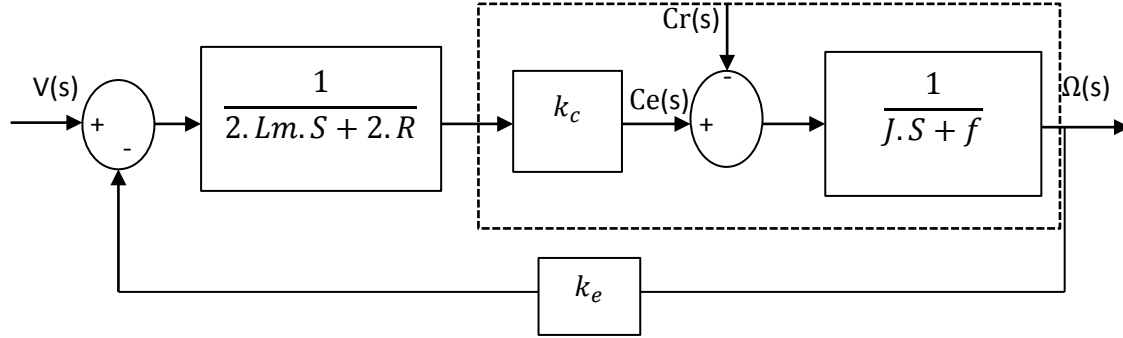 Cr(s)
V(s)
+
-
1
2. Lm. S + 2. R
k_c
Ce(s)
+
-
1
J. S + f
Ω(s)
k_e